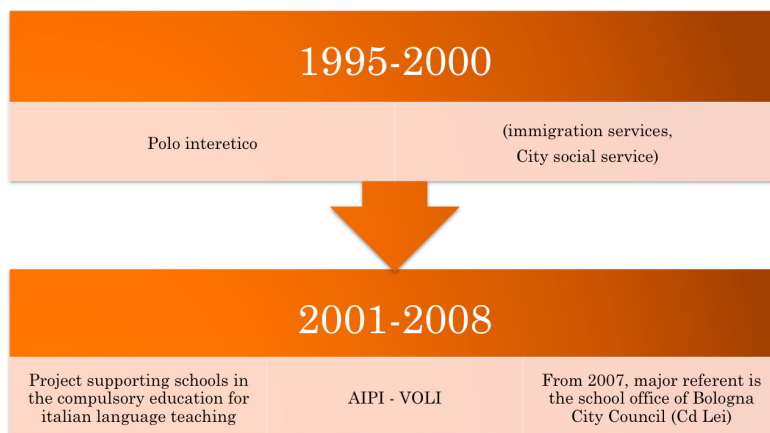 1995-2000
Polo interetico
(immigration services,
City social service)
2001-2008
Project supporting schools in
the compulsory education for
italian language teaching
AIPI - VOLI
From 2007, major referent is
the school office of Bologna
City Council (Cd Lei)